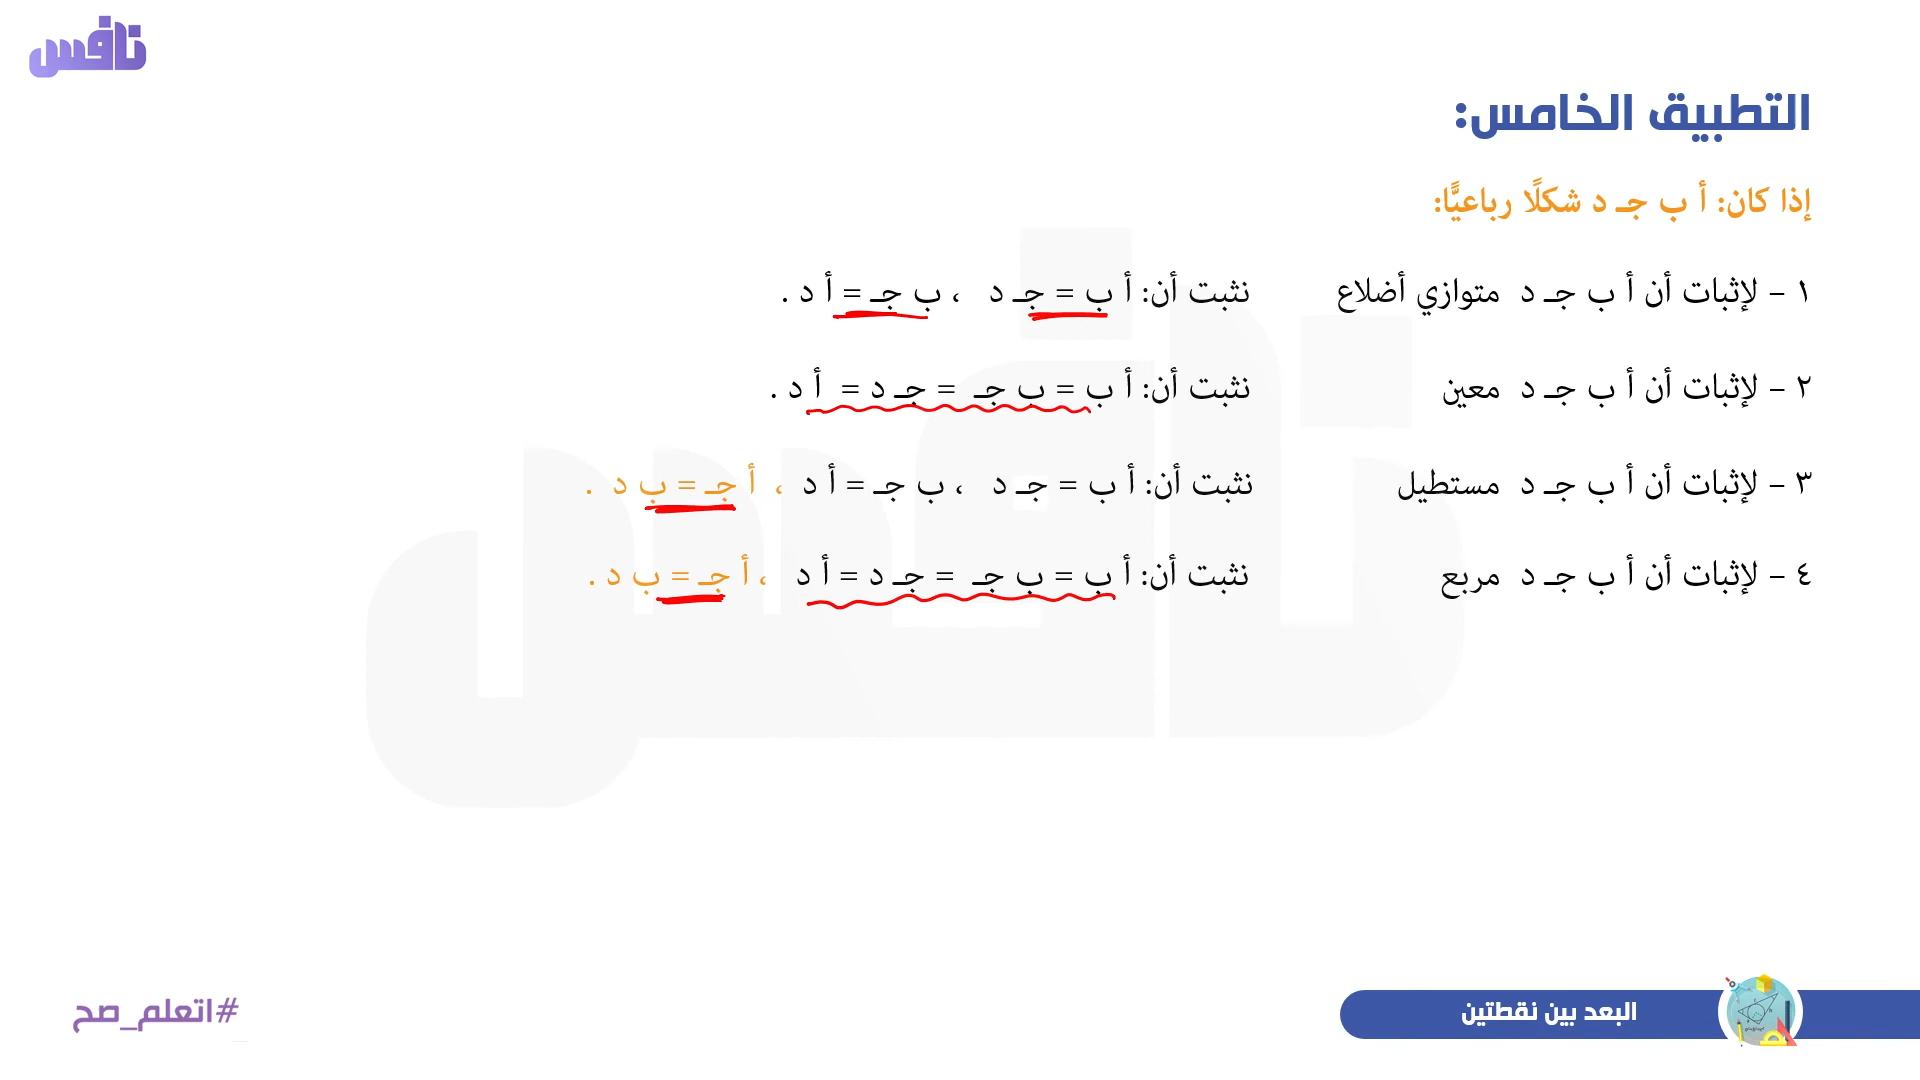 نافس
التطبيق الخامس:
إذا كان: أ ب جـ د شكلًا رباعيًّا:
١ – لإثبات أن أ ب جـ د متوازي أضلاع نثبت أن: أ ب = جـ د ، ب جـ = أ د .
٢ – لإثبات أن أ ب جـ د معين نثبت أن: أ ب = ب جـ = جـ د = أ د .
٣ – لإثبات أن أ ب جـ د مستطيل نثبت أن: أ ب = جـ د ، ب جـ = أ د ، أ جـ = ب د .
٤ – لإثبات أن أ ب جـ د مربع نثبت أن: أ ب = ب جـ = جـ د = أ د ، أ جـ = ب د .
البعد بين نقطتين
#اتعلم_صح